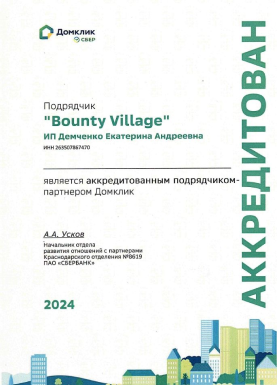 Домклик
СБЕР
Подрядчик
"Bounty Village"
ИП Демченко Екатерина Андреевна
ИНН 263507867470
является аккредитованным подрядчиком-
партнером Домклик
А.А. Усков
Начальник отдела
развития отношений с партнерами
Краснодарского отделения №8619
ПАО «СБЕРБАНК»
2024
АККРЕДИТОВАН